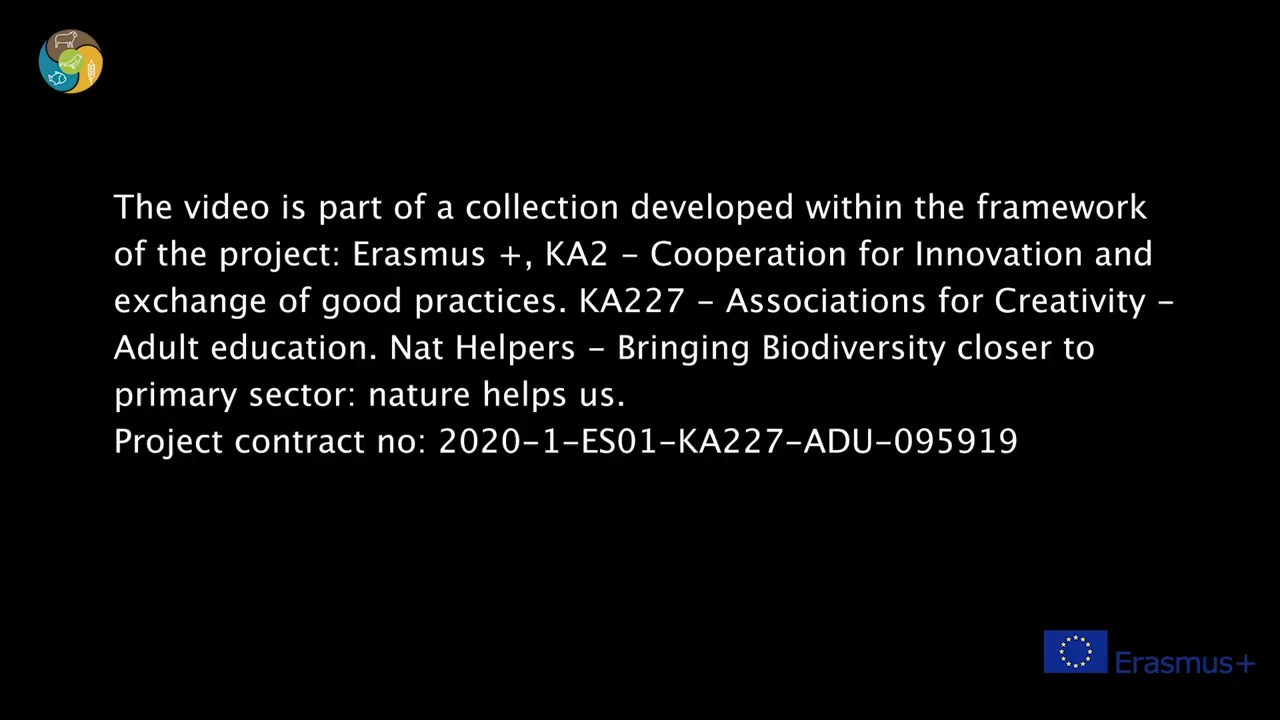 The video is part of a collection developed within the framework
of the project: Erasmus +, KA2 – Cooperation for Innovation and
exchange of good practices. KA227 – Associations for Creativity –
Adult education. Nat Helpers – Bringing Biodiversity closer to
primary sector: nature helps us.
Project contract no: 2020–1–ES01–KA227–ADU–095919
Erasmus+